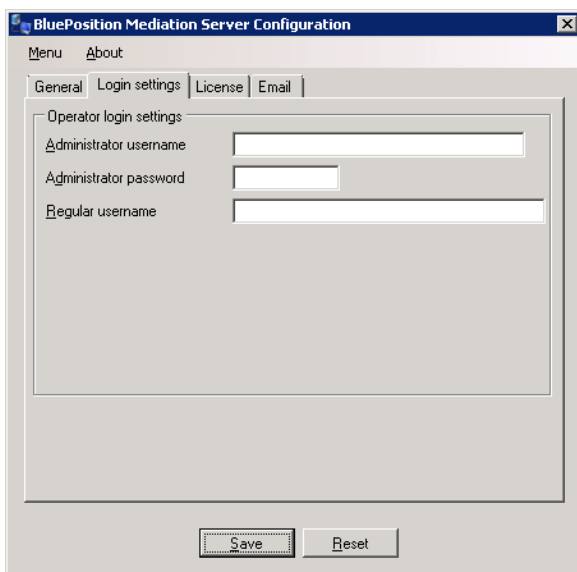 BluePosition Mediation Server Configuration
Menu About
General Login settings License Email
Operator login settings
Administrator username
Administrator password
Regular username
Save Reset